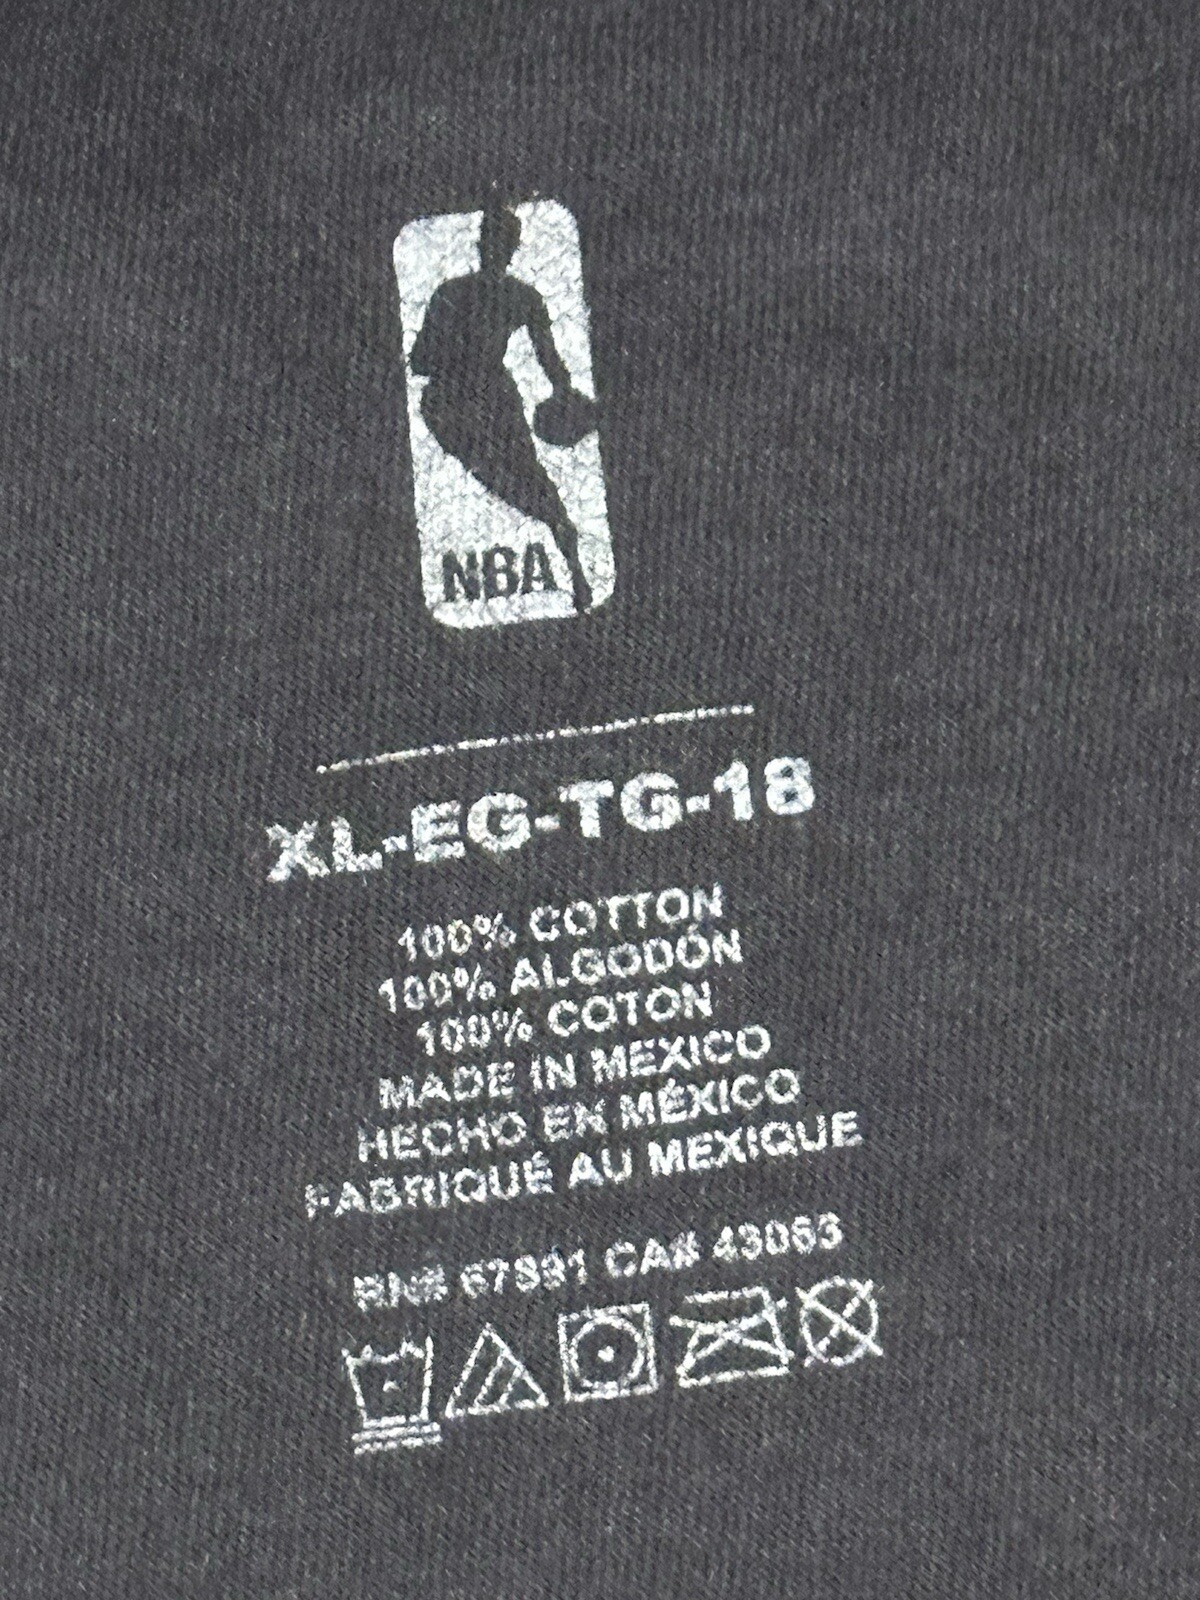 NBA
XL-EG-TG-18
100% COTTON
100% ALGODÓN
100% COTON
MADE IN MEXICO
HECHO EN MÉXICO
FABRIQUÉ AU MEXIQUE
RN# 67891 CA# 43063